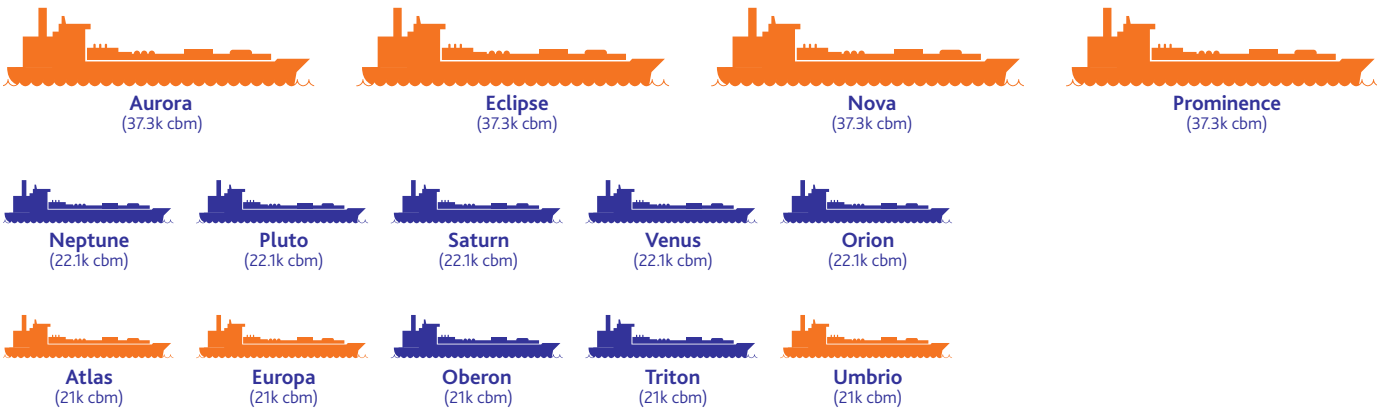 Aurora
(37.3k cbm)
Eclipse
(37.3k cbm)
Nova
(37.3k cbm)
Prominence
(37.3k cbm)
Neptune
(22.1k cbm)
Pluto
(22.1k cbm)
Saturn
(22.1k cbm)
Venus
(22.1k cbm)
Orion
(22.1k cbm)
Atlas
(21k cbm)
Europa
(21k cbm)
Oberon
(21k cbm)
Triton
(21k cbm)
Umbrio
(21k cbm)